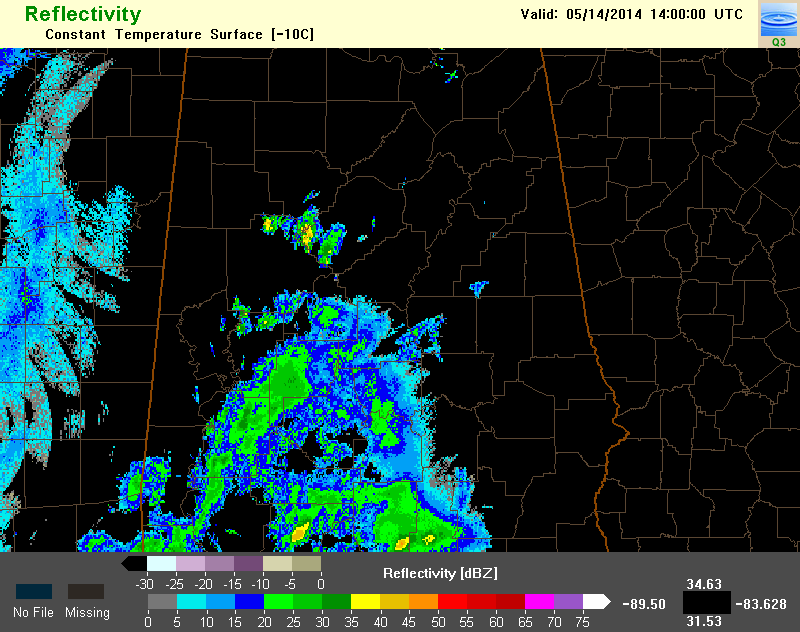 Reflectivity
Valid: 05/14/2014 14:00:00 UTC
Constant Temperature Surface [-10C]
Q3
-30 -25 -20 -15 -10 -5 0
Reflectivity [dBZ]
34.63
No File Missing
-89.50 -83.628
0 5 10 15 20 25 30 35 40 45 50 55 60 65 70 75
31.53